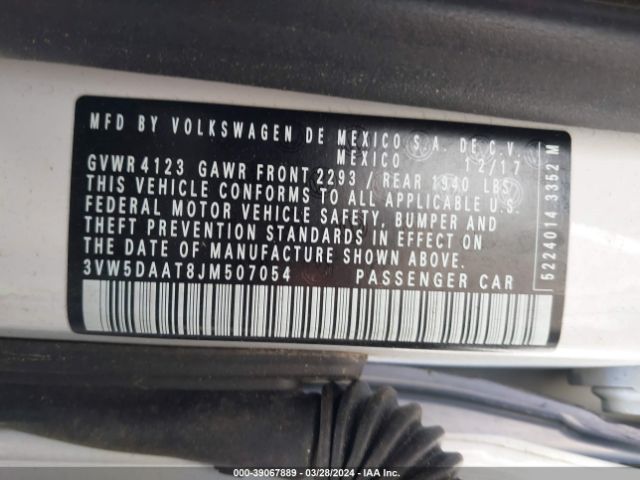 MFD BY VOLKSWAGEN DE MEXICO S.A. DE C.V.
MEXICO 12/17
GVWR 4123 GAWR FRONT 2293 / REAR 1940 LBS
THIS VEHICLE CONFORMS TO ALL APPLICABLE U.S.
FEDERAL MOTOR VEHICLE SAFETY, BUMPER AND
THEFT PREVENTION STANDARDS IN EFFECT ON
THE DATE OF MANUFACTURE SHOWN ABOVE.
3VW5DAAT8JM507054 PASSENGER CAR
6224014 3352 M
000-39067889 | 03/28/2024 | IAA Inc.